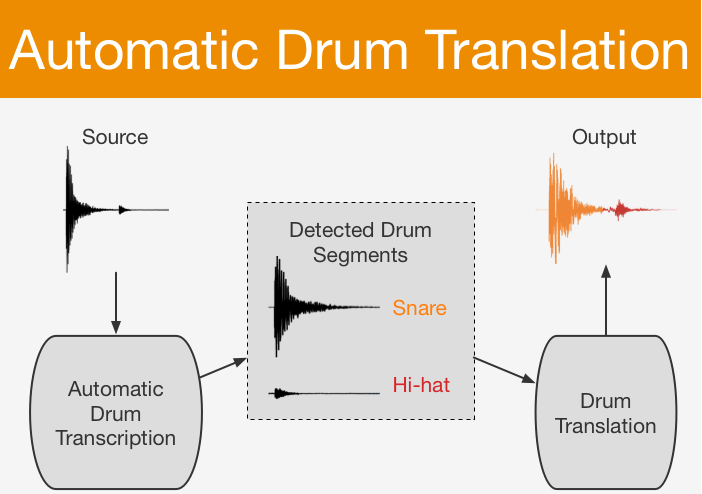 Automatic Drum Translation
Source
Output
Detected Drum
Segments
Snare
Hi-hat
Automatic
Drum
Transcription
Drum
Translation